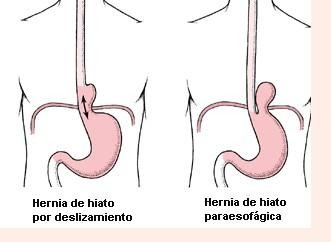 Hernia de hiato
por deslizamiento
Hernia de hiato
paraesofágica